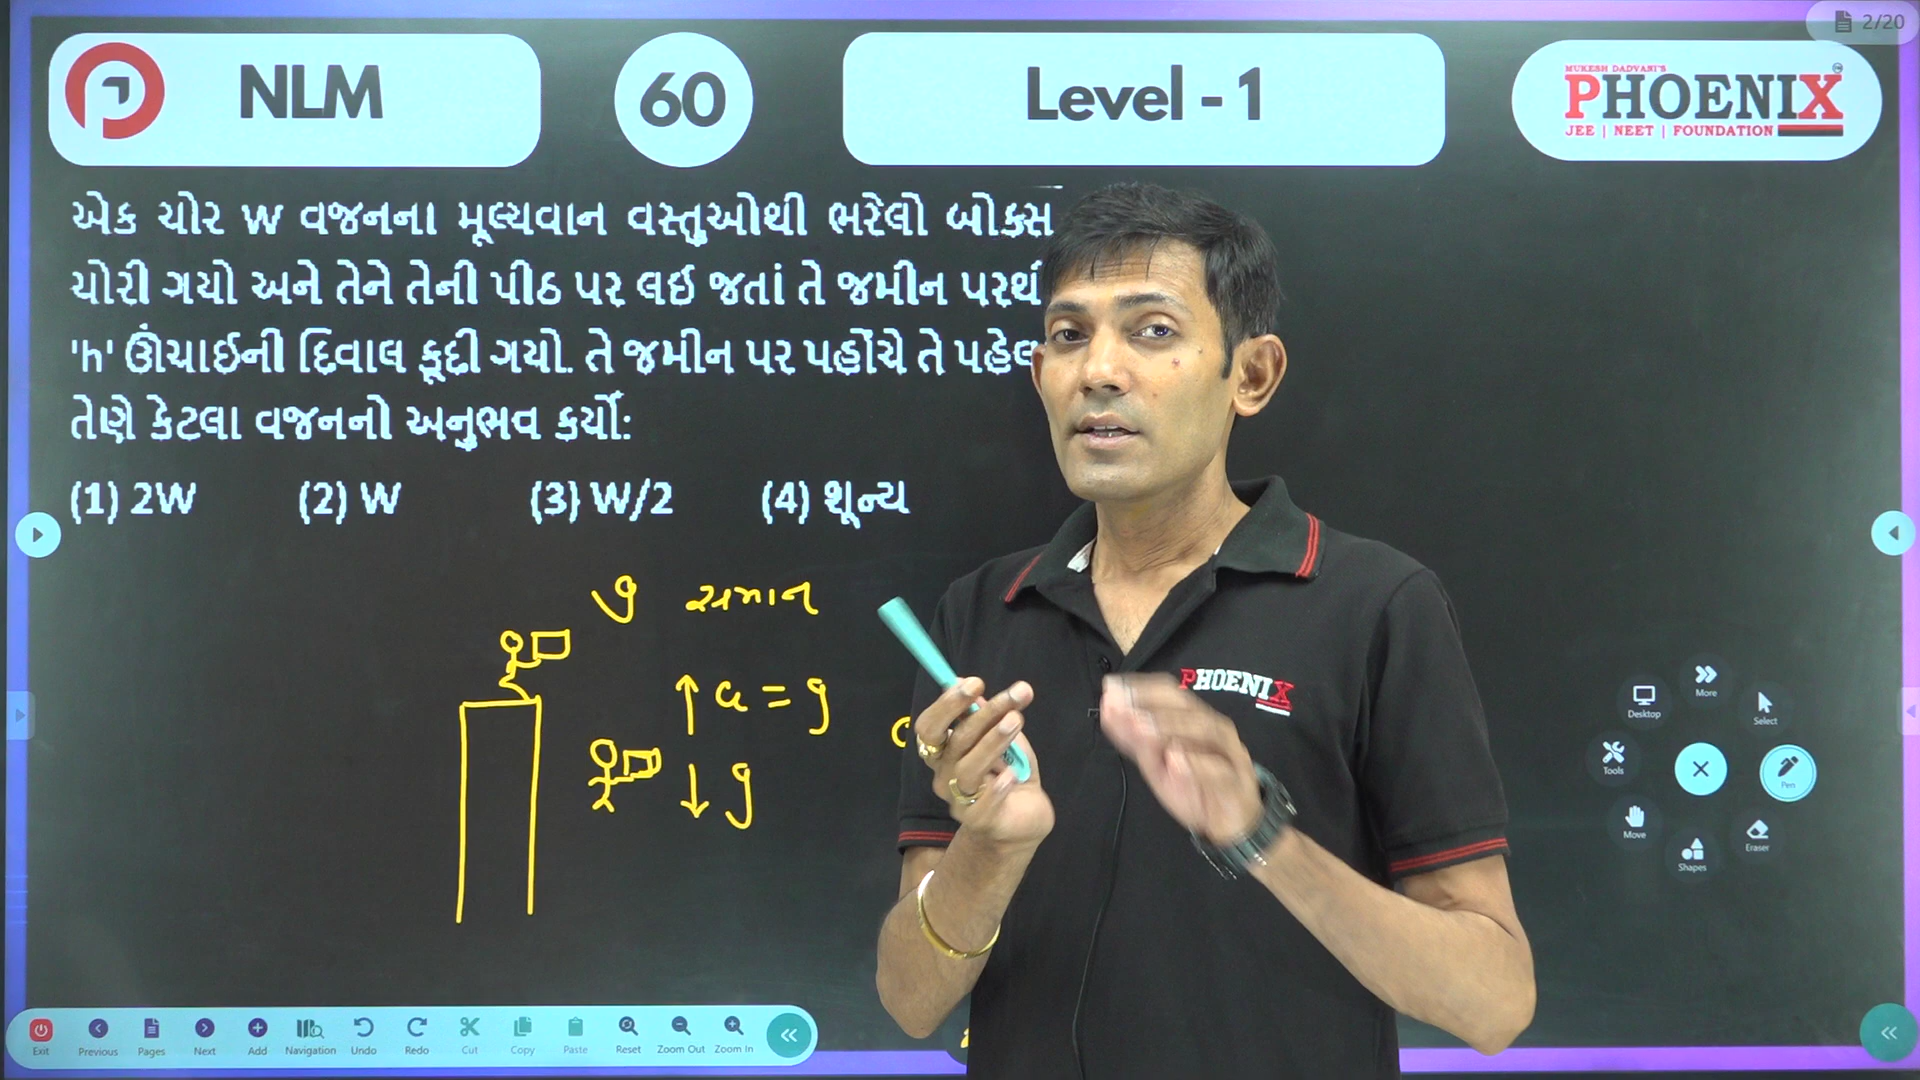 2/20
NLM
60
Level - 1
MUKESH DADVANI'S
PHOENIX
JEE | NEET | FOUNDATION
એક ચોર W વજનના મૂલ્યવાન વસ્તુઓથી ભરેલો બોક્સ
ચોરી ગયો અને તેને તેની પીઠ પર લઈ જતાં તે જમીન
'h' ઊંચાઈની દિવાલ કૂદી ગયો. તે જમીન પર પહોંચે તે
તેણે કેટલા વજનનો અનુભવ કર્યો:
(1) 2W (2) W (3) W/2 (4) શૂન્ય
g સમાન
↑ a = g
↓ g
PHOENIX
Desktop
More
Select
Tools
Pen
Move
Shapes
Eraser
Exit Previous Pages Next Add Navigation Undo Redo Cut Copy Paste Reset Zoom Out Zoom In